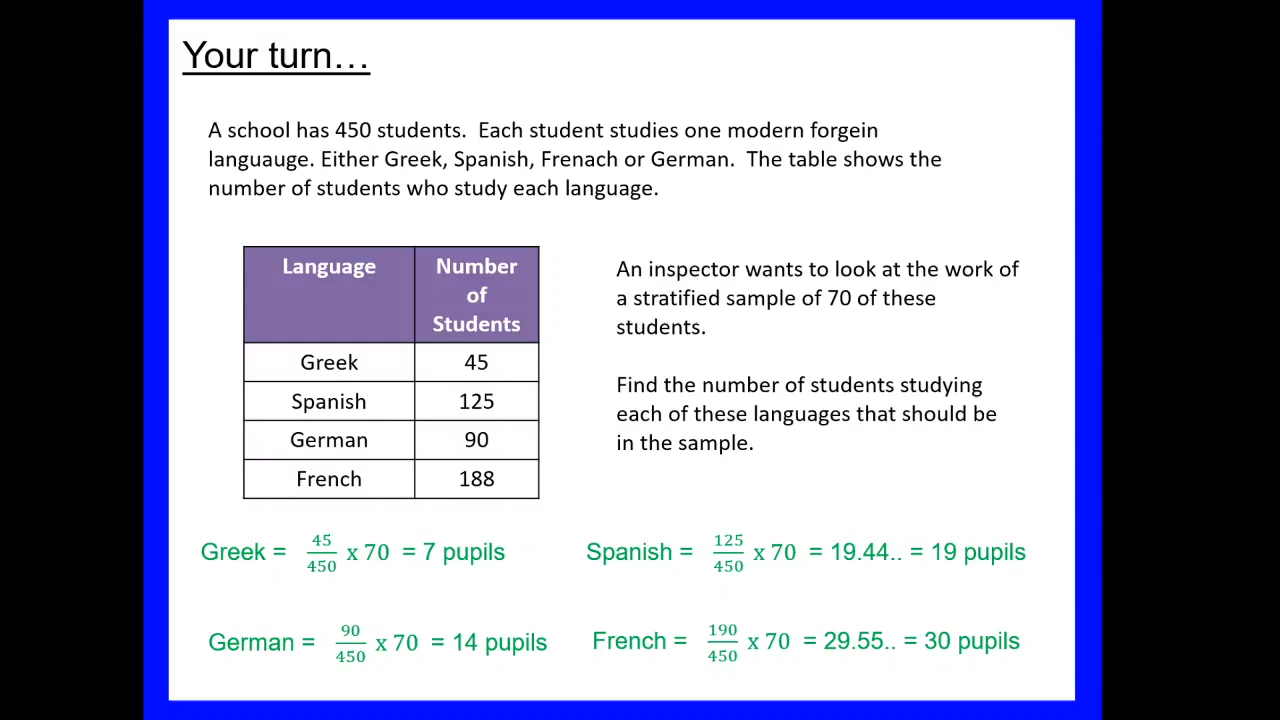 Your turn…
A school has 450 students.  Each student studies one modern forgein
languauge. Either Greek, Spanish, Frenach or German.  The table shows the
number of students who study each language.
Language
Number
of
Students
Greek 45
Spanish 125
German 90
French 188
An inspector wants to look at the work of
a stratified sample of 70 of these
students.
Find the number of students studying
each of these languages that should be
in the sample.
Greek = 45/450 x 70 = 7 pupils
Spanish = 125/450 x 70 = 19.44.. = 19 pupils
German = 90/450 x 70 = 14 pupils
French = 190/450 x 70 = 29.55.. = 30 pupils